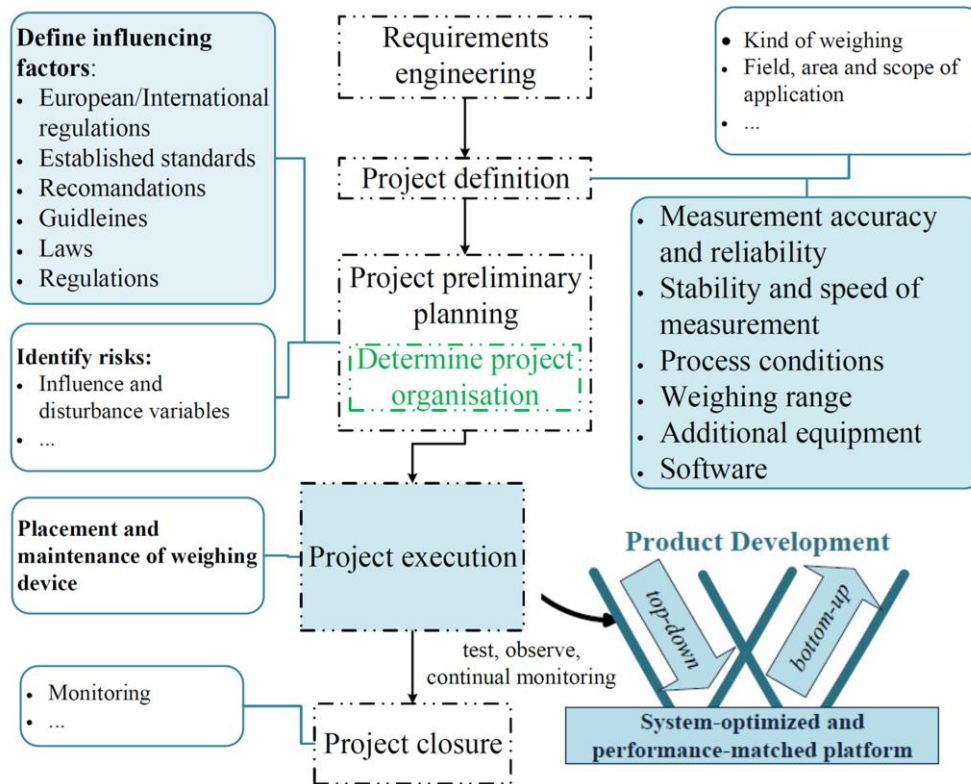 Define influencing
factors:
• European/International
regulations
• Established standards
• Recomandations
• Guidleines
• Laws
• Regulations
Identify risks:
• Influence and
disturbance variables
• ...
Placement and
maintenance of weighing
device
• Monitoring
• ...
Requirements
engineering
Project definition
Project preliminary
planning
Determine project
organisation
Project execution
test, observe,
continual monitoring
Project closure
• Kind of weighing
• Field, area and scope of
application
• ...
• Measurement accuracy
and reliability
• Stability and speed of
measurement
• Process conditions
• Weighing range
• Additional equipment
• Software
Product Development
top-down
bottom-up
System-optimized and
performance-matched platform